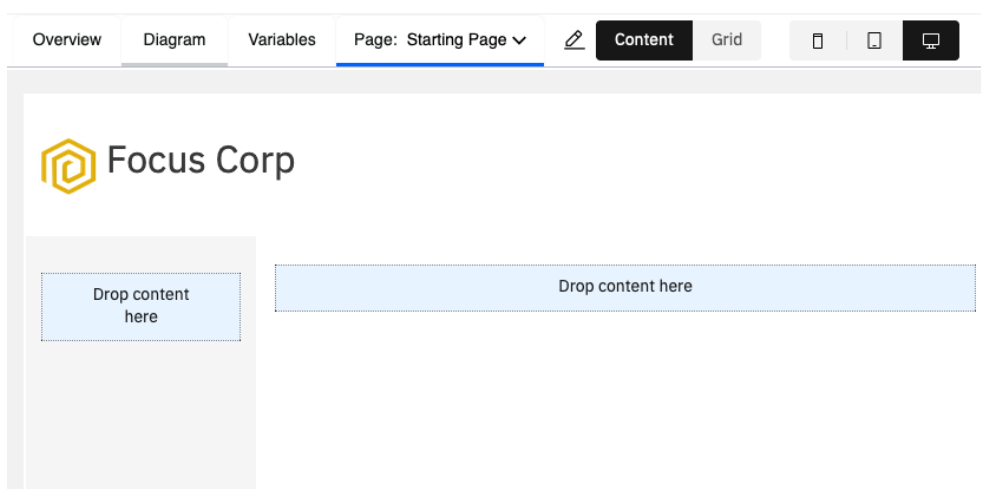 Overview Diagram Variables Page: Starting Page Content Grid
Focus Corp
Drop content
here
Drop content here